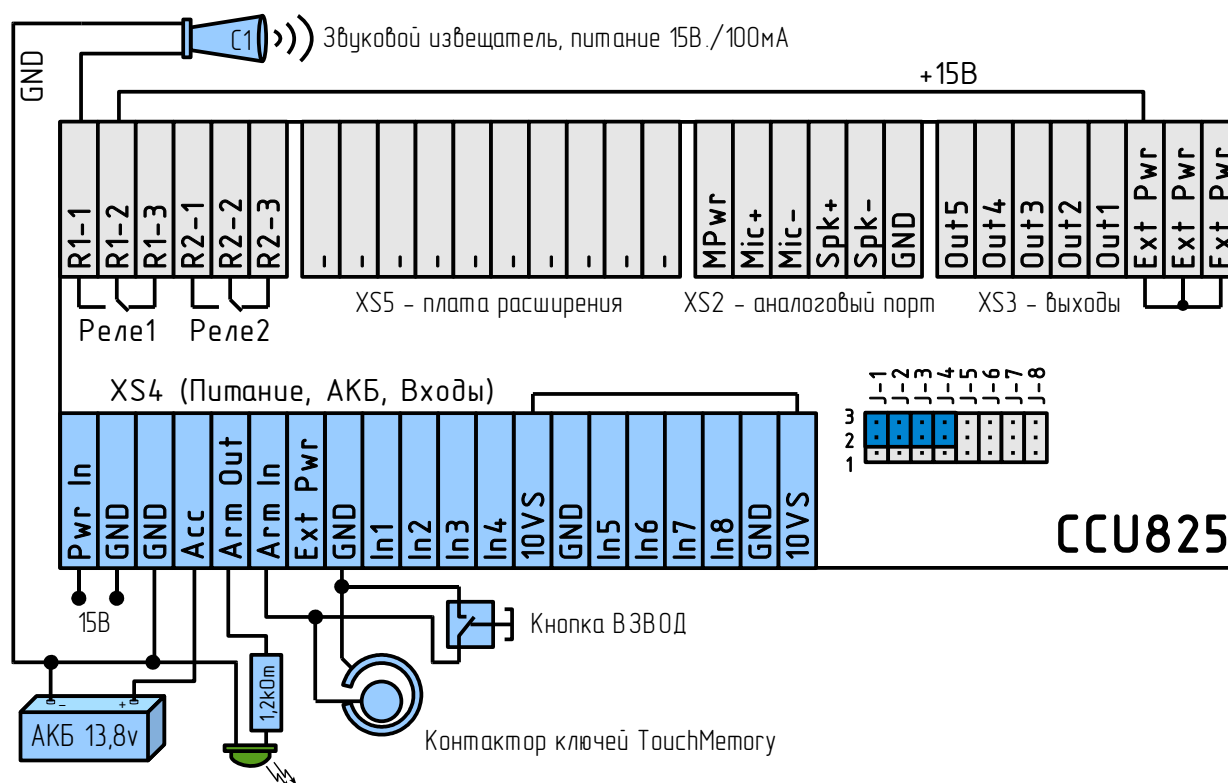 C1
Звуковой извещатель, питание 15В./100мА
GND
+15В
R1-1
R1-2
R1-3
R2-1
R2-2
R2-3
-
-
-
-
-
-
-
-
-
-
MPwr
Mic+
Mic-
Spk+
Spk-
GND
Out5
Out4
Out3
Out2
Out1
Ext Pwr
Ext Pwr
Ext Pwr
XS5 - плата расширения
XS2 - аналоговый порт
XS3 - выходы
Реле1
Реле2
XS4 (Питание, АКБ, Входы)
J-1
J-2
J-3
J-4
J-5
J-6
J-7
J-8
3
2
1
Pwr In
GND
GND
Acc
Arm Out
Arm In
Ext Pwr
GND
In1
In2
In3
In4
10VS
GND
In5
In6
In7
In8
GND
10VS
CCU825
15В
Кнопка ВЗВОД
1,2kOm
- +
АКБ 13,8v
Контактор ключей TouchMemory